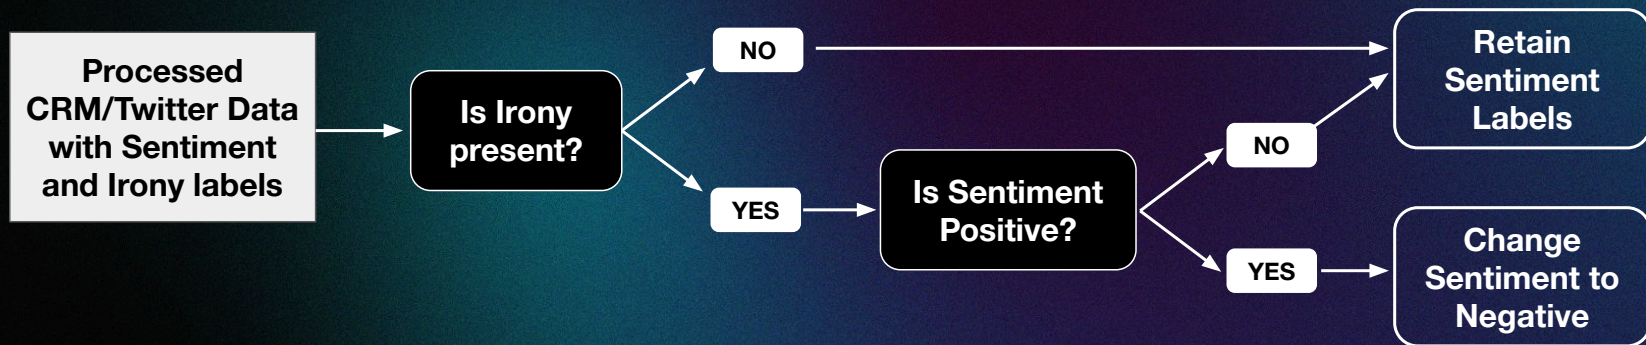 Processed
CRM/Twitter Data
with Sentiment
and Irony labels
Is Irony
present?
NO
YES
Is Sentiment
Positive?
NO
YES
Retain
Sentiment
Labels
Change
Sentiment to
Negative